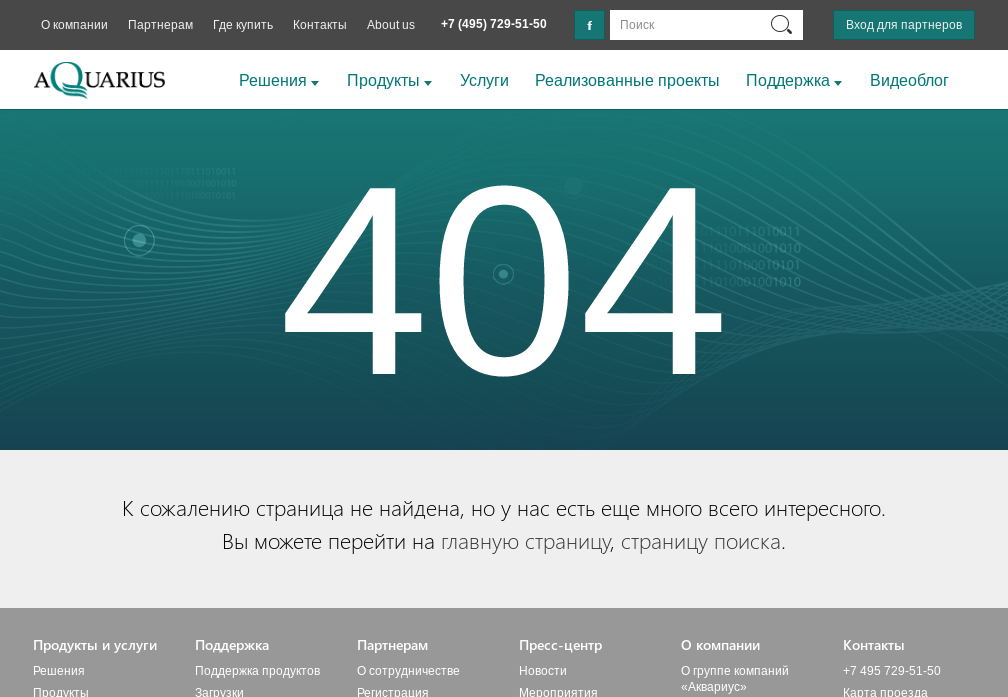 О компании Партнерам Где купить Контакты About us +7 (495) 729-51-50 f Поиск Вход для партнеров
AQUARIUS Решения Продукты Услуги Реализованные проекты Поддержка Видеоблог
404
К сожалению страница не найдена, но у нас есть еще много всего интересного.
Вы можете перейти на главную страницу, страницу поиска.
Продукты и услуги Поддержка Партнерам Пресс-центр О компании Контакты
Решения Поддержка продуктов О сотрудничестве Новости О группе компаний +7 495 729-51-50
«Аквариус»
Продукты Загрузки Регистрация Мероприятия Карта проезда